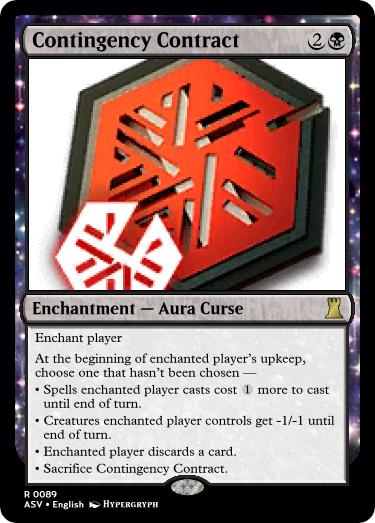 Contingency Contract 2
Enchantment — Aura Curse
Enchant player
At the beginning of enchanted player's upkeep,
choose one that hasn't been chosen —
• Spells enchanted player casts cost 1 more to cast
until end of turn.
• Creatures enchanted player controls get -1/-1 until
end of turn.
• Enchanted player discards a card.
• Sacrifice Contingency Contract.
R 0089
ASV • English HYPERGRYPH